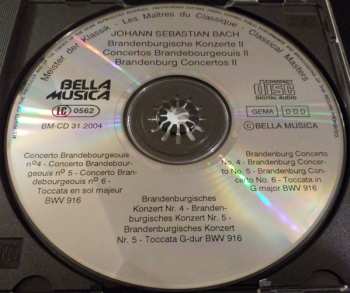 Meister der Klassik - Les Maîtres du Classique - Classical Masters
JOHANN SEBASTIAN BACH
Brandenburgische Konzerte II
Concertos Brandebourgeouis II
Brandenburg Concertos II
BELLA
MUSICA
LC 0562
BM-CD 31.2004
COMPACT
disc
DIGITAL AUDIO
GEMA
DDD
℗ BELLA MUSICA
Concerto Brandebourgeouis
nº4 - Concerto Brandebour-
geouis nº 5 - Concerto Bran-
debourgeouis nº 6 -
Toccata en sol majeur
BWV 916
Brandenburg Concerto
No. 4 - Brandenburg Concer-
to No. 5 - Brandenburg Con-
certo No. 6 - Toccata in
G major BWV 916
Brandenburgisches
Konzert Nr. 4 - Branden-
burgisches Konzert Nr. 5 -
Brandenburgisches Konzert
Nr. 5 - Toccata G-dur BWV 916